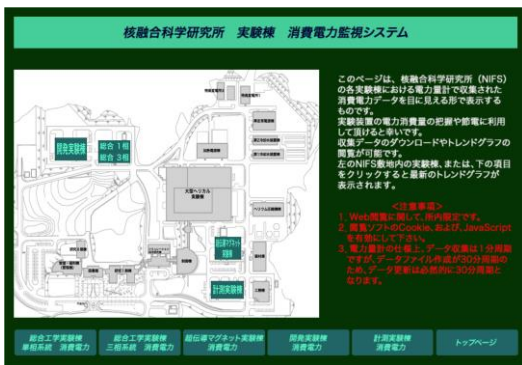 核融合科学研究所　実験棟　消費電力監視システム
このページは、核融合科学研究所（NIFS）
の各実験棟における電力量計で収集された
消費電力データを目に見える形で表示する
ものです。
実験装置の電力消費量の把握や節電に利用
して頂けると幸いです。
収集データのダウンロードやトレンドグラフの
閲覧が可能です。
左のNIFS敷地内の実験棟、または、下の項目
をクリックすると最新のトレンドグラフが
表示されます。
＜注意事項＞
1, Web閲覧に関して、所内限定です。
2, 閲覧ソフトのCookie、および、JavaScript
を有効にして下さい。
3, 電力量計の仕様上、データ収集は1分周期
ですが、データファイル作成が30分周期の
ため、データ更新は必然的に30分周期と
なります。
開発実験棟
総合 1相
総合 3相
大型ヘリカル
実験棟
超伝導マグネット
実験棟
計測実験棟
総合工学実験棟
単相系統　消費電力
総合工学実験棟
三相系統　消費電力
超伝導マグネット実験棟
消費電力
開発実験棟
消費電力
計測実験棟
消費電力
トップページ